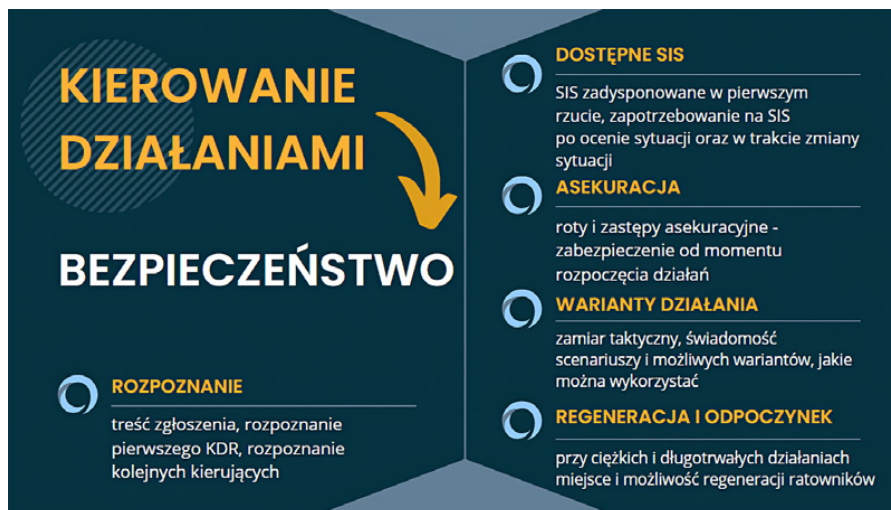 KIEROWANIE
DZIAŁANIAMI
BEZPIECZEŃSTWO
ROZPOZNANIE
treść zgłoszenia, rozpoznanie
pierwszego KDR, rozpoznanie
kolejnych kierujących
DOSTĘPNE SIS
SIS zadysponowane w pierwszym
rzucie, zapotrzebowanie na SIS
po ocenie sytuacji oraz w trakcie zmiany
sytuacji
ASEKURACJA
roty i zastępy asekuracyjne -
zabezpieczenie od momentu
rozpoczęcia działań
WARIANTY DZIAŁANIA
zamiar taktyczny, świadomość
scenariuszy i możliwych wariantów, jakie
można wykorzystać
REGENERACJA I ODPOCZYNEK
przy ciężkich i długotrwałych działaniach
miejsce i możliwość regeneracji ratowników